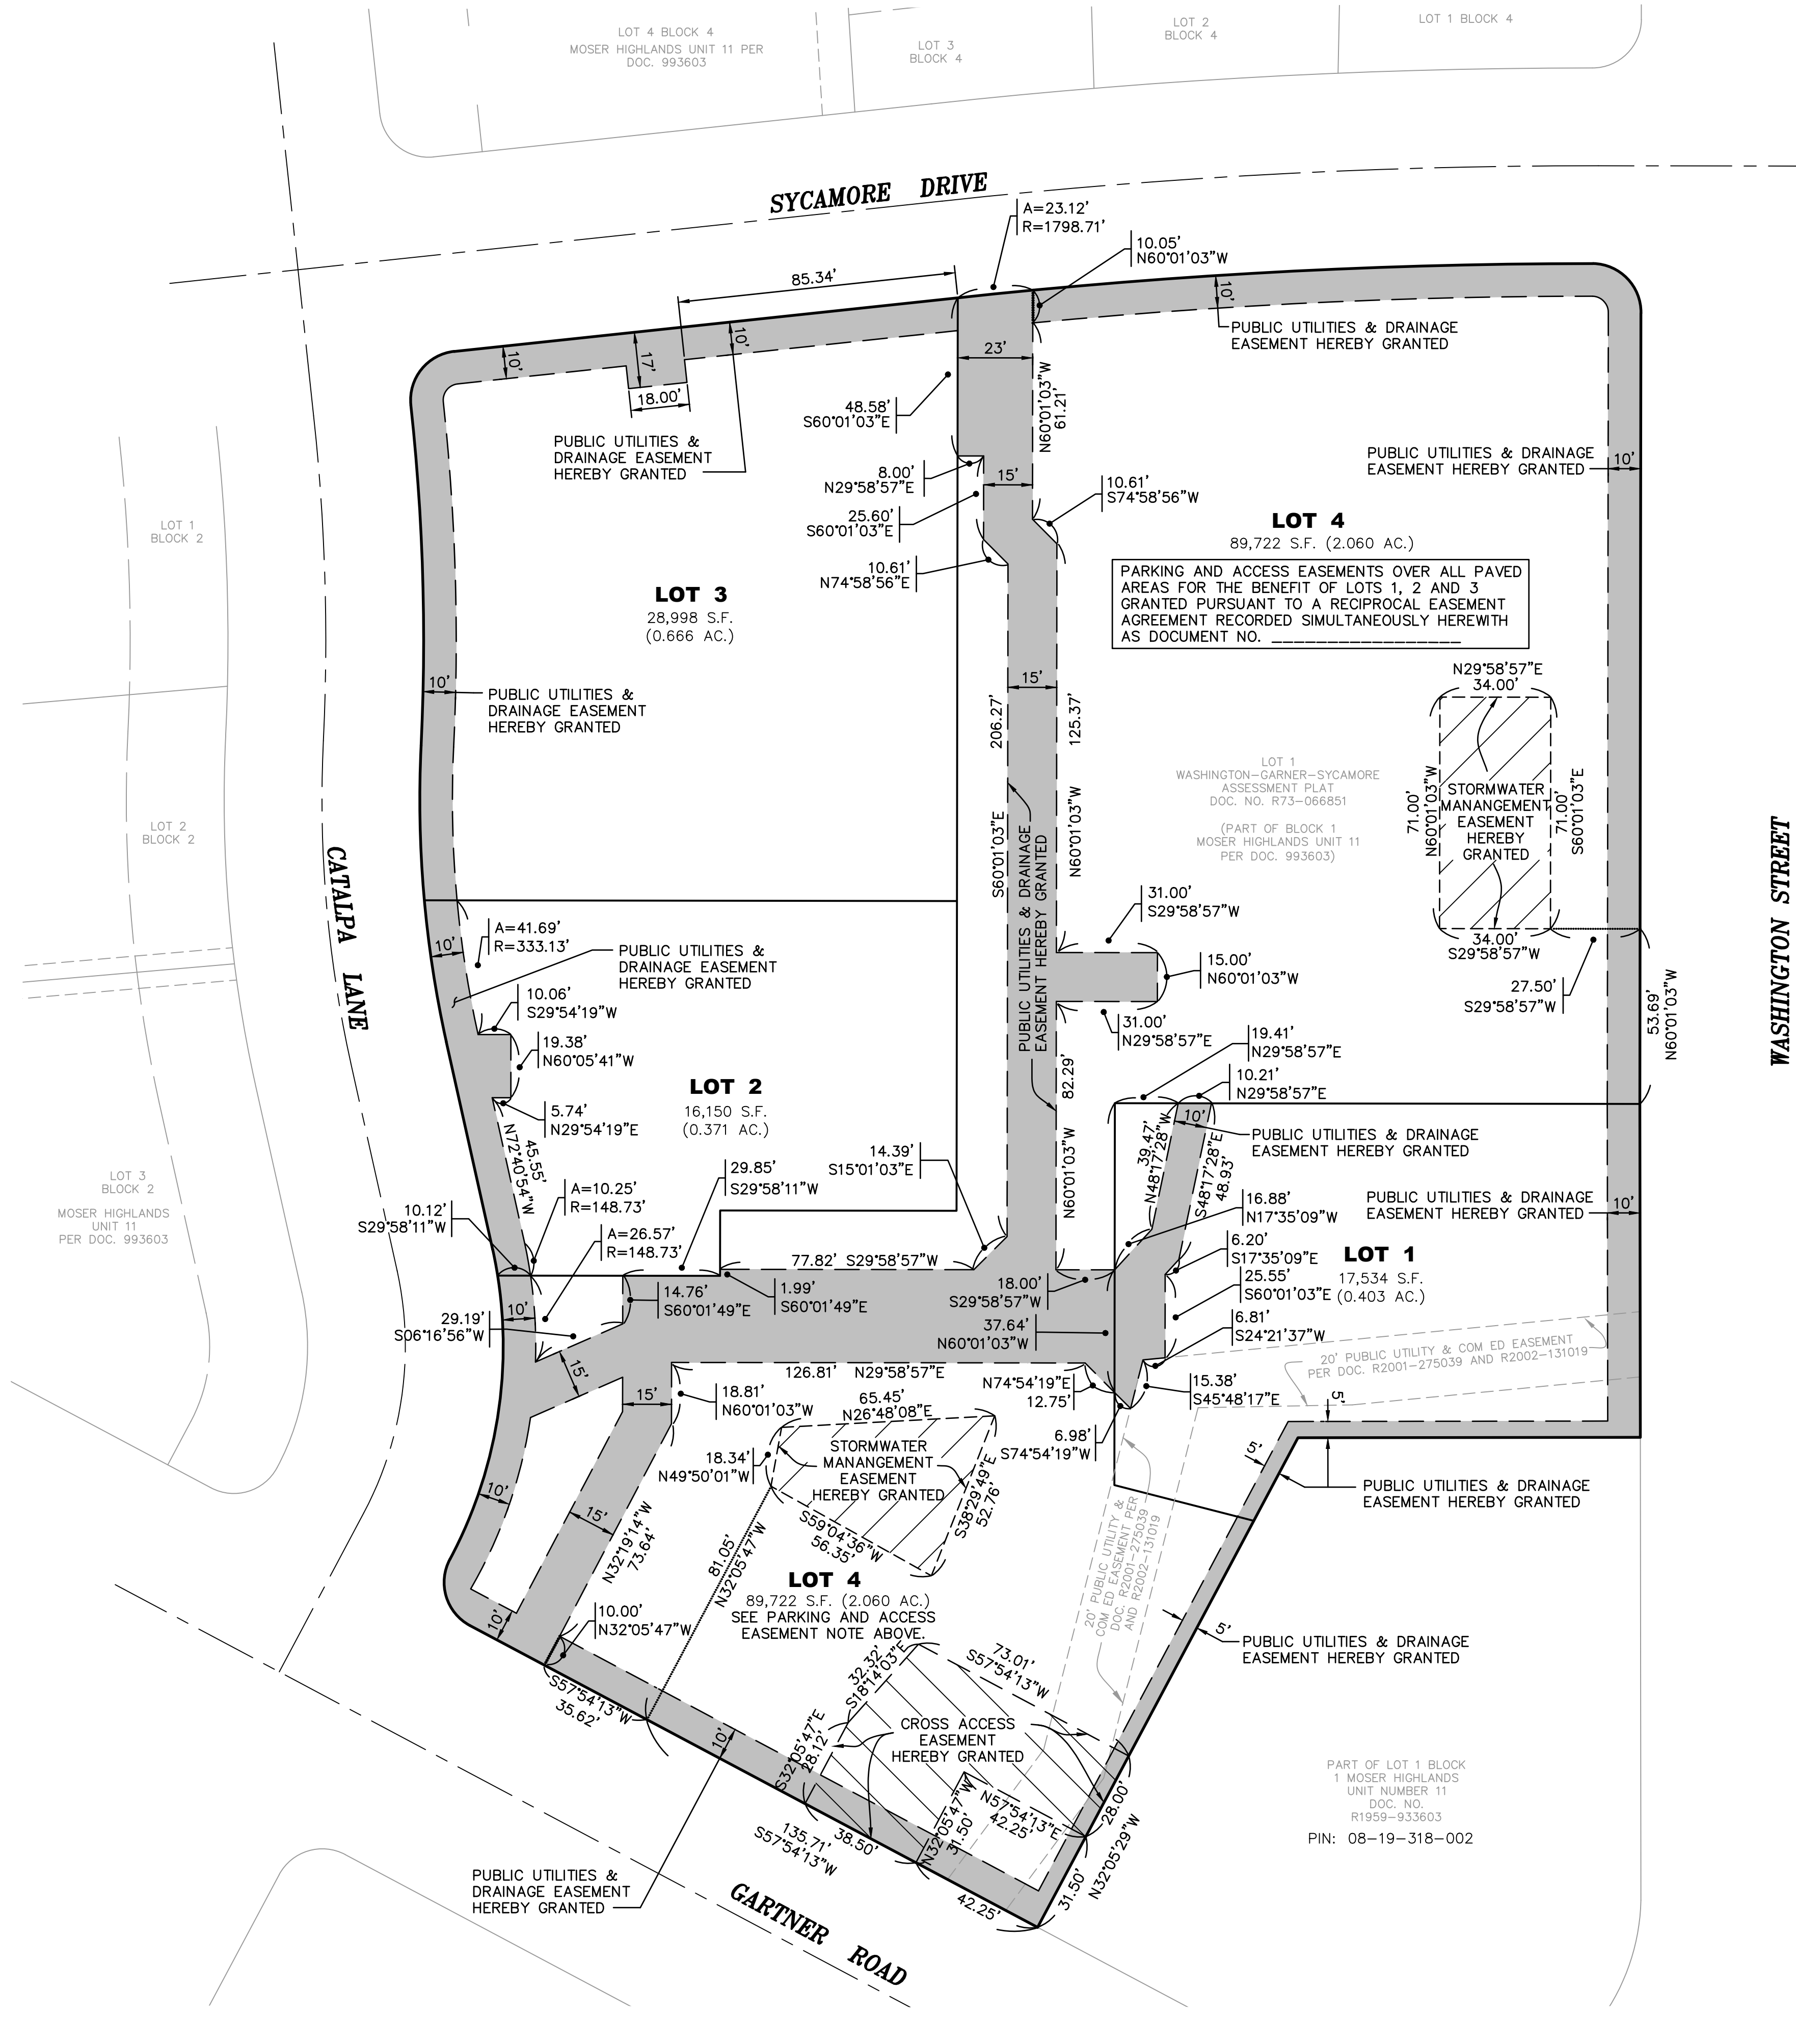 LOT 4 BLOCK 4
MOSER HIGHLANDS UNIT 11 PER
DOC. 993603
LOT 3
BLOCK 4
LOT 2
BLOCK 4
LOT 1 BLOCK 4
SYCAMORE DRIVE
A=23.12'
R=1798.71'
10.05'
N60°01'03"W
85.34'
10'
PUBLIC UTILITIES & DRAINAGE
EASEMENT HEREBY GRANTED
10'
17'
10'
18.00'
23'
48.58'
S60°01'03"E
N60°01'03"W
61.21'
PUBLIC UTILITIES &
DRAINAGE EASEMENT
HEREBY GRANTED
8.00'
N29°58'57"E
15'
25.60'
S60°01'03"E
10.61'
S74°58'56"W
10.61'
N74°58'56"E
PUBLIC UTILITIES & DRAINAGE
EASEMENT HEREBY GRANTED
10'
LOT 1
BLOCK 2
LOT 4
89,722 S.F. (2.060 AC.)
PARKING AND ACCESS EASEMENTS OVER ALL PAVED
AREAS FOR THE BENEFIT OF LOTS 1, 2 AND 3
GRANTED PURSUANT TO A RECIPROCAL EASEMENT
AGREEMENT RECORDED SIMULTANEOUSLY HEREWITH
AS DOCUMENT NO. __________________
LOT 3
28,998 S.F.
(0.666 AC.)
10'
PUBLIC UTILITIES &
DRAINAGE EASEMENT
HEREBY GRANTED
15'
206.27'
S60°01'03"E
125.37'
N60°01'03"W
PUBLIC UTILITIES & DRAINAGE
EASEMENT HEREBY GRANTED
N29°58'57"E
34.00'
71.00'
N60°01'03"W
STORMWATER
MANANGEMENT
EASEMENT
HEREBY
GRANTED
71.00'
S60°01'03"E
34.00'
S29°58'57"W
27.50'
S29°58'57"W
53.69'
N60°01'03"W
LOT 1
WASHINGTON-GARNER-SYCAMORE
ASSESSMENT PLAT
DOC. NO. R73-066851
(PART OF BLOCK 1
MOSER HIGHLANDS UNIT 11
PER DOC. 993603)
WASHINGTON STREET
LOT 2
BLOCK 2
CATALPA LANE
A=41.69'
R=333.13'
10'
PUBLIC UTILITIES &
DRAINAGE EASEMENT
HEREBY GRANTED
10.06'
S29°54'19"W
19.38'
N60°05'41"W
5.74'
N29°54'19"E
45.55'
N72°40'54"W
31.00'
S29°58'57"W
15.00'
N60°01'03"W
31.00'
N29°58'57"E
19.41'
N29°58'57"E
10.21'
N29°58'57"E
82.29'
N60°01'03"W
LOT 2
16,150 S.F.
(0.371 AC.)
10'
PUBLIC UTILITIES & DRAINAGE
EASEMENT HEREBY GRANTED
39.47'
N48°17'28"W
S48°17'28"E
48.93'
14.39'
S15°01'03"E
29.85'
S29°58'11"W
A=10.25'
R=148.73'
10.12'
S29°58'11"W
A=26.57'
R=148.73'
LOT 3
BLOCK 2
MOSER HIGHLANDS
UNIT 11
PER DOC. 993603
16.88'
N17°35'09"W
PUBLIC UTILITIES & DRAINAGE
EASEMENT HEREBY GRANTED
10'
6.20'
S17°35'09"E
25.55'
S60°01'03"E
LOT 1
17,534 S.F.
(0.403 AC.)
77.82' S29°58'57"W
14.76'
S60°01'49"E
1.99'
S60°01'49"E
18.00'
S29°58'57"W
10'
29.19'
S06°16'56"W
37.64'
N60°01'03"W
6.81'
S24°21'37"W
20' PUBLIC UTILITY & COM ED EASEMENT
PER DOC. R2001-275039 AND R2002-131019
15'
15'
126.81' N29°58'57"E
18.81'
N60°01'03"W
N74°54'19"E
12.75'
15.38'
S45°48'17"E
5'
65.45'
N26°48'08"E
6.98'
S74°54'19"W
STORMWATER
MANANGEMENT
EASEMENT
HEREBY GRANTED
18.34'
N49°50'01"W
S38°29'49"E
52.76'
S59°04'36"W
56.35'
5'
PUBLIC UTILITIES & DRAINAGE
EASEMENT HEREBY GRANTED
10'
15'
N32°19'14"W
73.64'
81.05'
N32°05'47"W
20' PUBLIC UTILITY &
COM ED EASEMENT PER
DOC. R2001-275039
AND R2002-131019
LOT 4
89,722 S.F. (2.060 AC.)
SEE PARKING AND ACCESS
EASEMENT NOTE ABOVE.
10'
10.00'
N32°05'47"W
5'
PUBLIC UTILITIES & DRAINAGE
EASEMENT HEREBY GRANTED
S57°54'13"W
35.62'
32.32'
S18°14'03"E
73.01'
S57°54'13"W
CROSS ACCESS
EASEMENT
HEREBY GRANTED
10'
S32°05'47"E
28.12'
N32°05'47"W
31.50'
N57°54'13"E
42.25'
28.00'
N32°05'29"W
31.50'
38.50'
135.71'
S57°54'13"W
42.25'
PART OF LOT 1 BLOCK
1 MOSER HIGHLANDS
UNIT NUMBER 11
DOC. NO.
R1959-933603
PIN: 08-19-318-002
PUBLIC UTILITIES &
DRAINAGE EASEMENT
HEREBY GRANTED
GARTNER ROAD